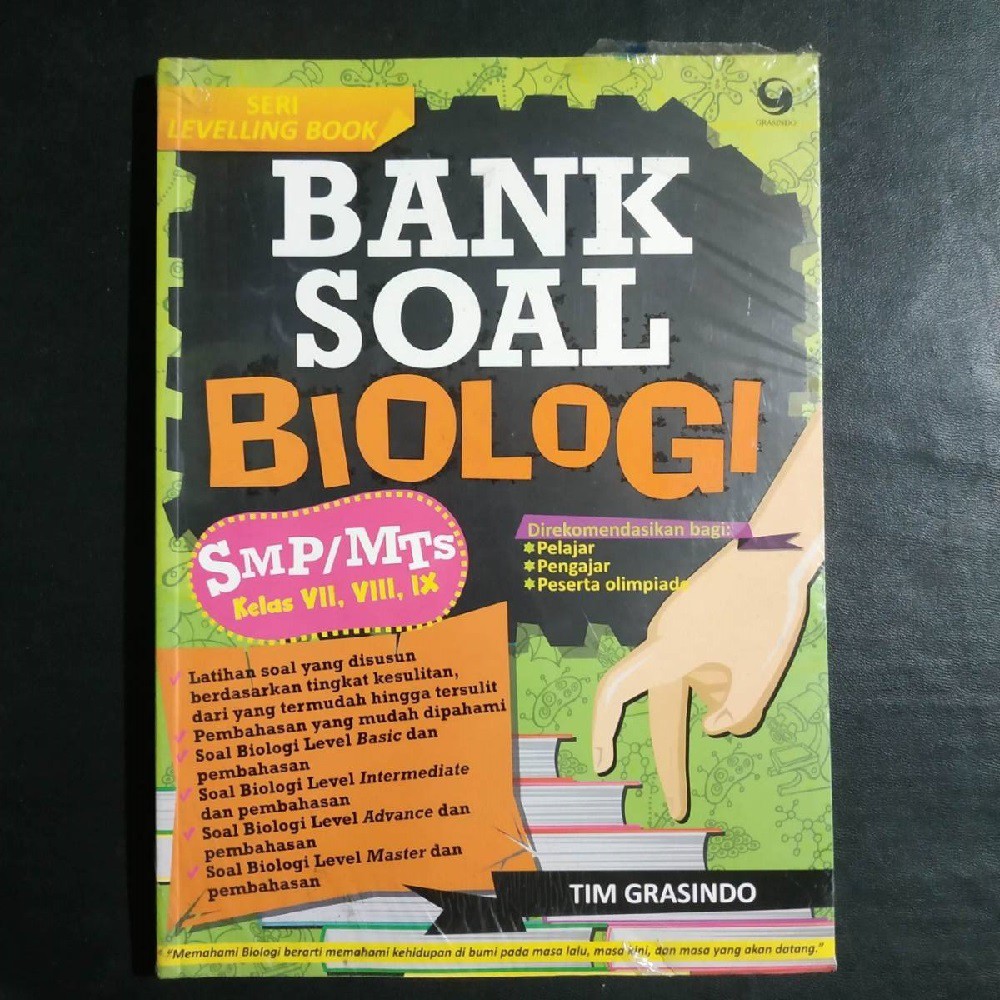 SERI
LEVELLING BOOK
GRASINDO
BANK
SOAL
BIOLOGI
SMP/MTs
Kelas VII, VIII, IX
Direkomendasikan bagi:
Pelajar
Pengajar
Peserta olimpiade
Latihan soal yang disusun
berdasarkan tingkat kesulitan,
dari yang termudah hingga tersulit
Pembahasan yang mudah dipahami
Soal Biologi Level Basic dan
pembahasan
Soal Biologi Level Intermediate
dan pembahasan
Soal Biologi Level Advance dan
pembahasan
Soal Biologi Level Master dan
pembahasan
TIM GRASINDO
"Memahami Biologi berarti memahami kehidupan di bumi pada masa lalu, masa kini, dan masa yang akan datang."